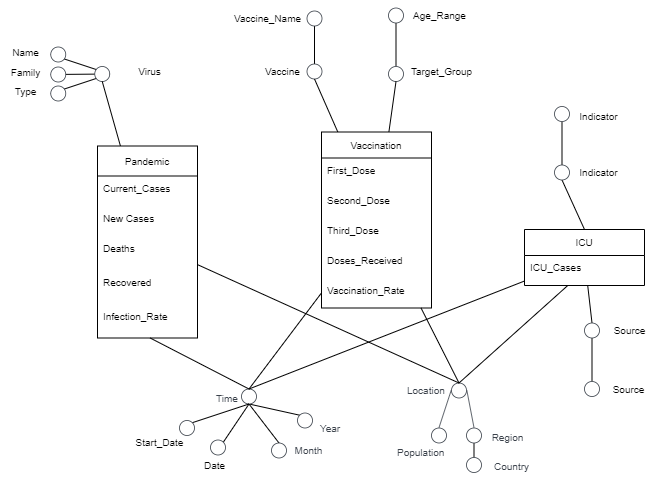 Name
Family
Type
Virus
Vaccine_Name
Vaccine
Age_Range
Target_Group
Indicator
Indicator
Pandemic
Current_Cases
New Cases
Deaths
Recovered
Infection_Rate
Vaccination
First_Dose
Second_Dose
Third_Dose
Doses_Received
Vaccination_Rate
ICU
ICU_Cases
Source
Source
Time
Start_Date
Date
Month
Year
Location
Population
Region
Country